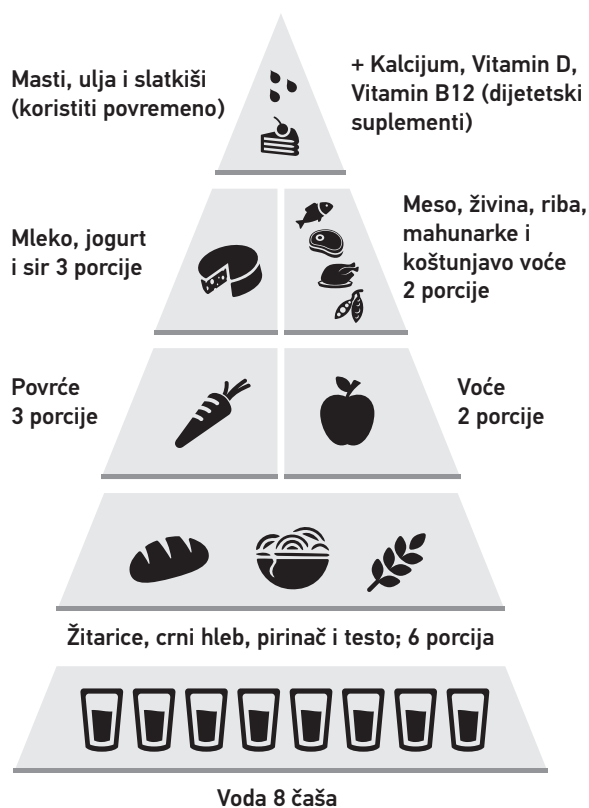 Masti, ulja i slatkiši
(koristiti povremeno)
+ Kalcijum, Vitamin D,
Vitamin B12 (dijetetski
suplementi)
Mleko, jogurt
i sir 3 porcije
Meso, živina, riba,
mahunarke i
koštunjavo voće
2 porcije
Povrće
3 porcije
Voće
2 porcije
Žitarice, crni hleb, pirinač i testo; 6 porcija
Voda 8 čaša